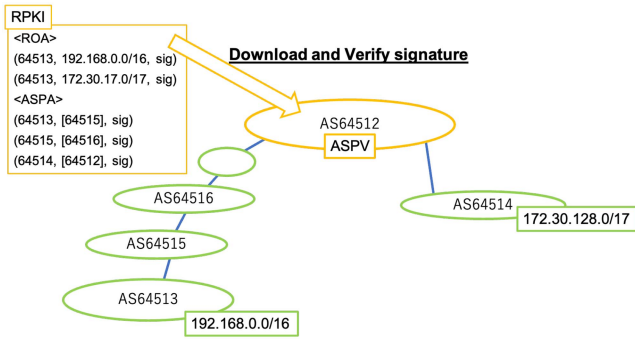 RPKI
<ROA>
(64513, 192.168.0.0/16, sig)
(64513, 172.30.17.0/17, sig)
<ASPA>
(64513, [64515], sig)
(64515, [64516], sig)
(64514, [64512], sig)
Download and Verify signature
AS64512
ASPV
AS64516
AS64514
172.30.128.0/17
AS64515
AS64513
192.168.0.0/16